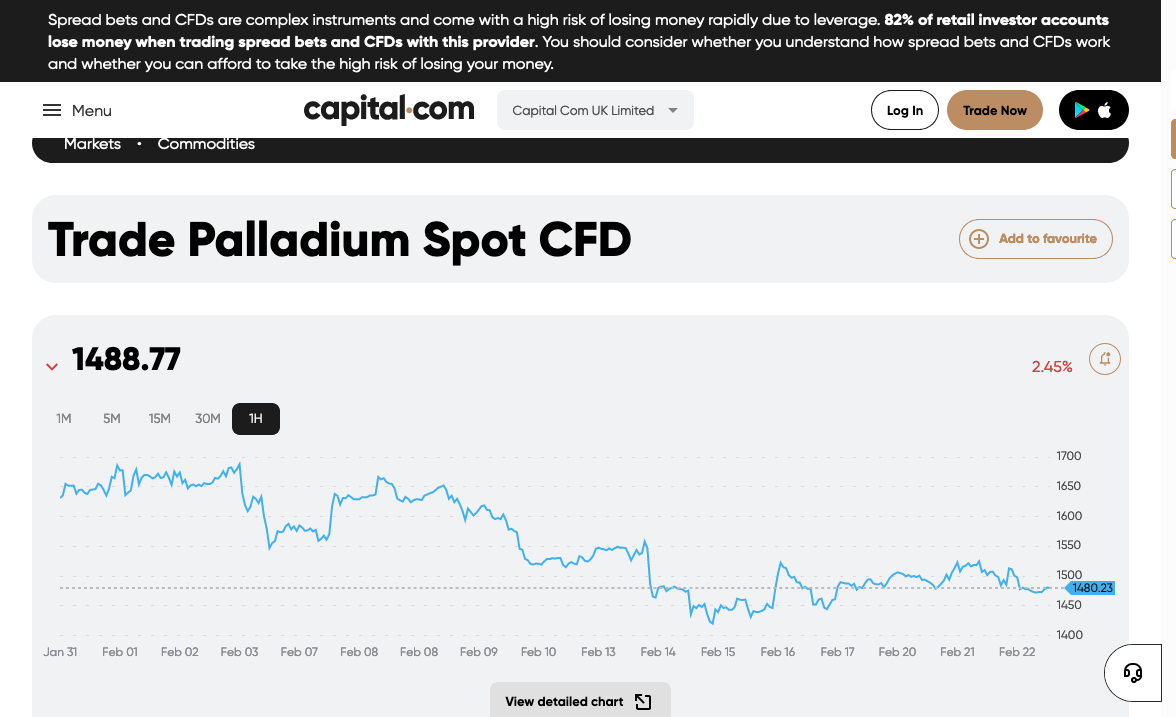 Spread bets and CFDs are complex instruments and come with a high risk of losing money rapidly due to leverage. 82% of retail investor accounts
lose money when trading spread bets and CFDs with this provider. You should consider whether you understand how spread bets and CFDs work
and whether you can afford to take the high risk of losing your money.
Menu
capital.com
Capital Com UK Limited
Log In
Trade Now
Markets • Commodities
Trade Palladium Spot CFD
Add to favourite
1488.77
2.45%
1M 5M 15M 30M 1H
1700
1650
1600
1550
1500
1480.23
1450
1400
Jan 31 Feb 01 Feb 02 Feb 03 Feb 07 Feb 08 Feb 08 Feb 09 Feb 10 Feb 13 Feb 14 Feb 15 Feb 16 Feb 17 Feb 20 Feb 21 Feb 22
View detailed chart